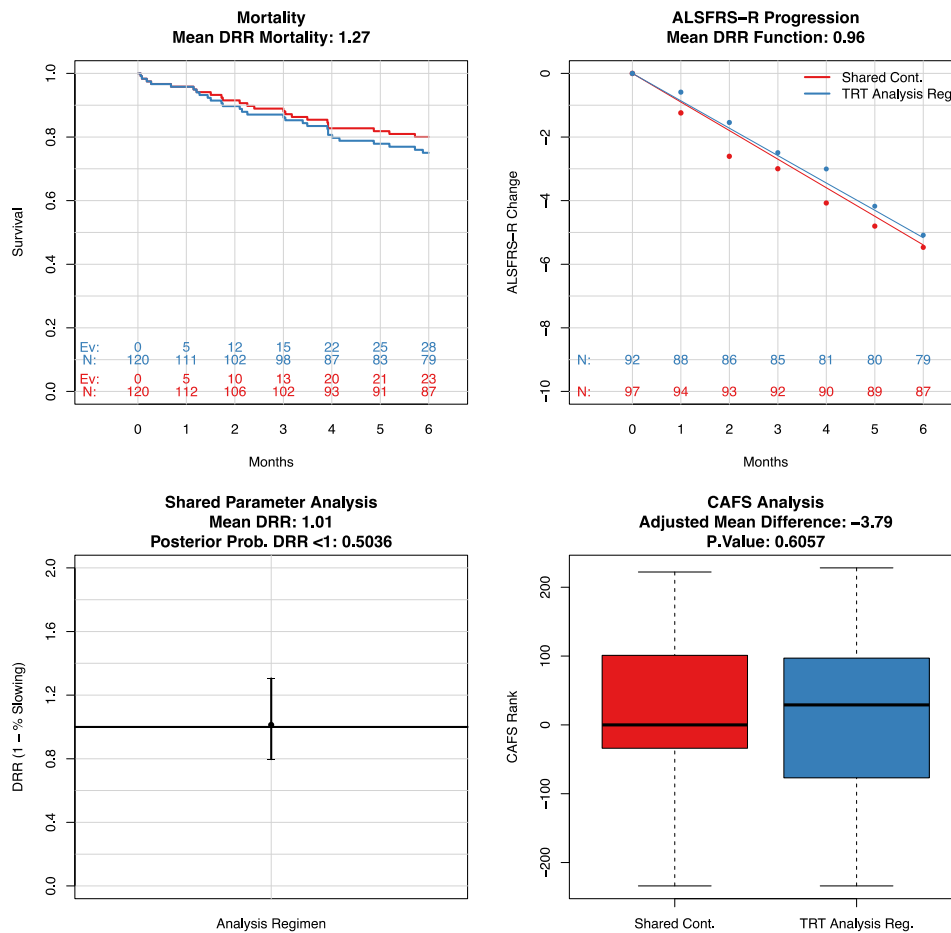 Mortality
Mean DRR Mortality: 1.27
Survival
1.0
0.8
0.6
0.4
0.2
0.0
Ev: 0 5 12 15 22 25 28
N: 120 111 102 98 87 83 79
Ev: 0 5 10 13 20 21 23
N: 120 112 106 102 93 91 87
0 1 2 3 4 5 6
Months
ALSFRS−R Progression
Mean DRR Function: 0.96
Shared Cont.
TRT Analysis Reg
ALSFRS−R Change
0
−2
−4
−6
−8
−10
N: 92 88 86 85 81 80 79
N: 97 94 93 92 90 89 87
0 1 2 3 4 5 6
Months
Shared Parameter Analysis
Mean DRR: 1.01
Posterior Prob. DRR <1: 0.5036
DRR (1 − % Slowing)
2.0
1.6
1.2
0.8
0.4
0.0
Analysis Regimen
CAFS Analysis
Adjusted Mean Difference: −3.79
P.Value: 0.6057
CAFS Rank
200
100
0
−100
−200
Shared Cont. TRT Analysis Reg.